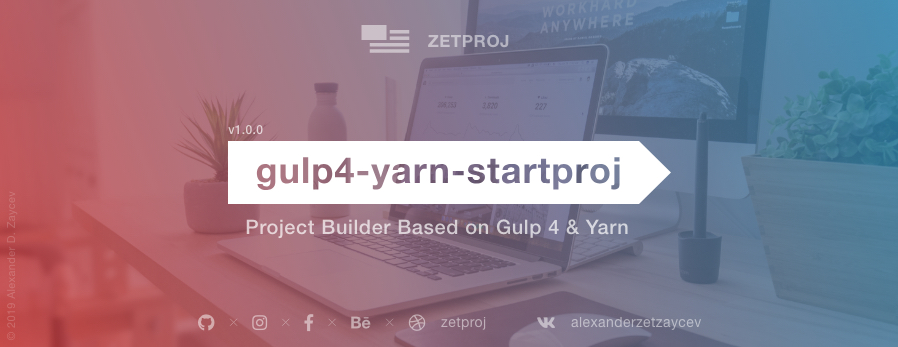 WORKHARD
ANYWHERE
ZETPROJ
v1.0.0
gulp4-yarn-startproj
Project Builder Based on Gulp 4 & Yarn
© 2019 Alexander D. Zaycev
Bē
zetproj
alexanderzetzaycev